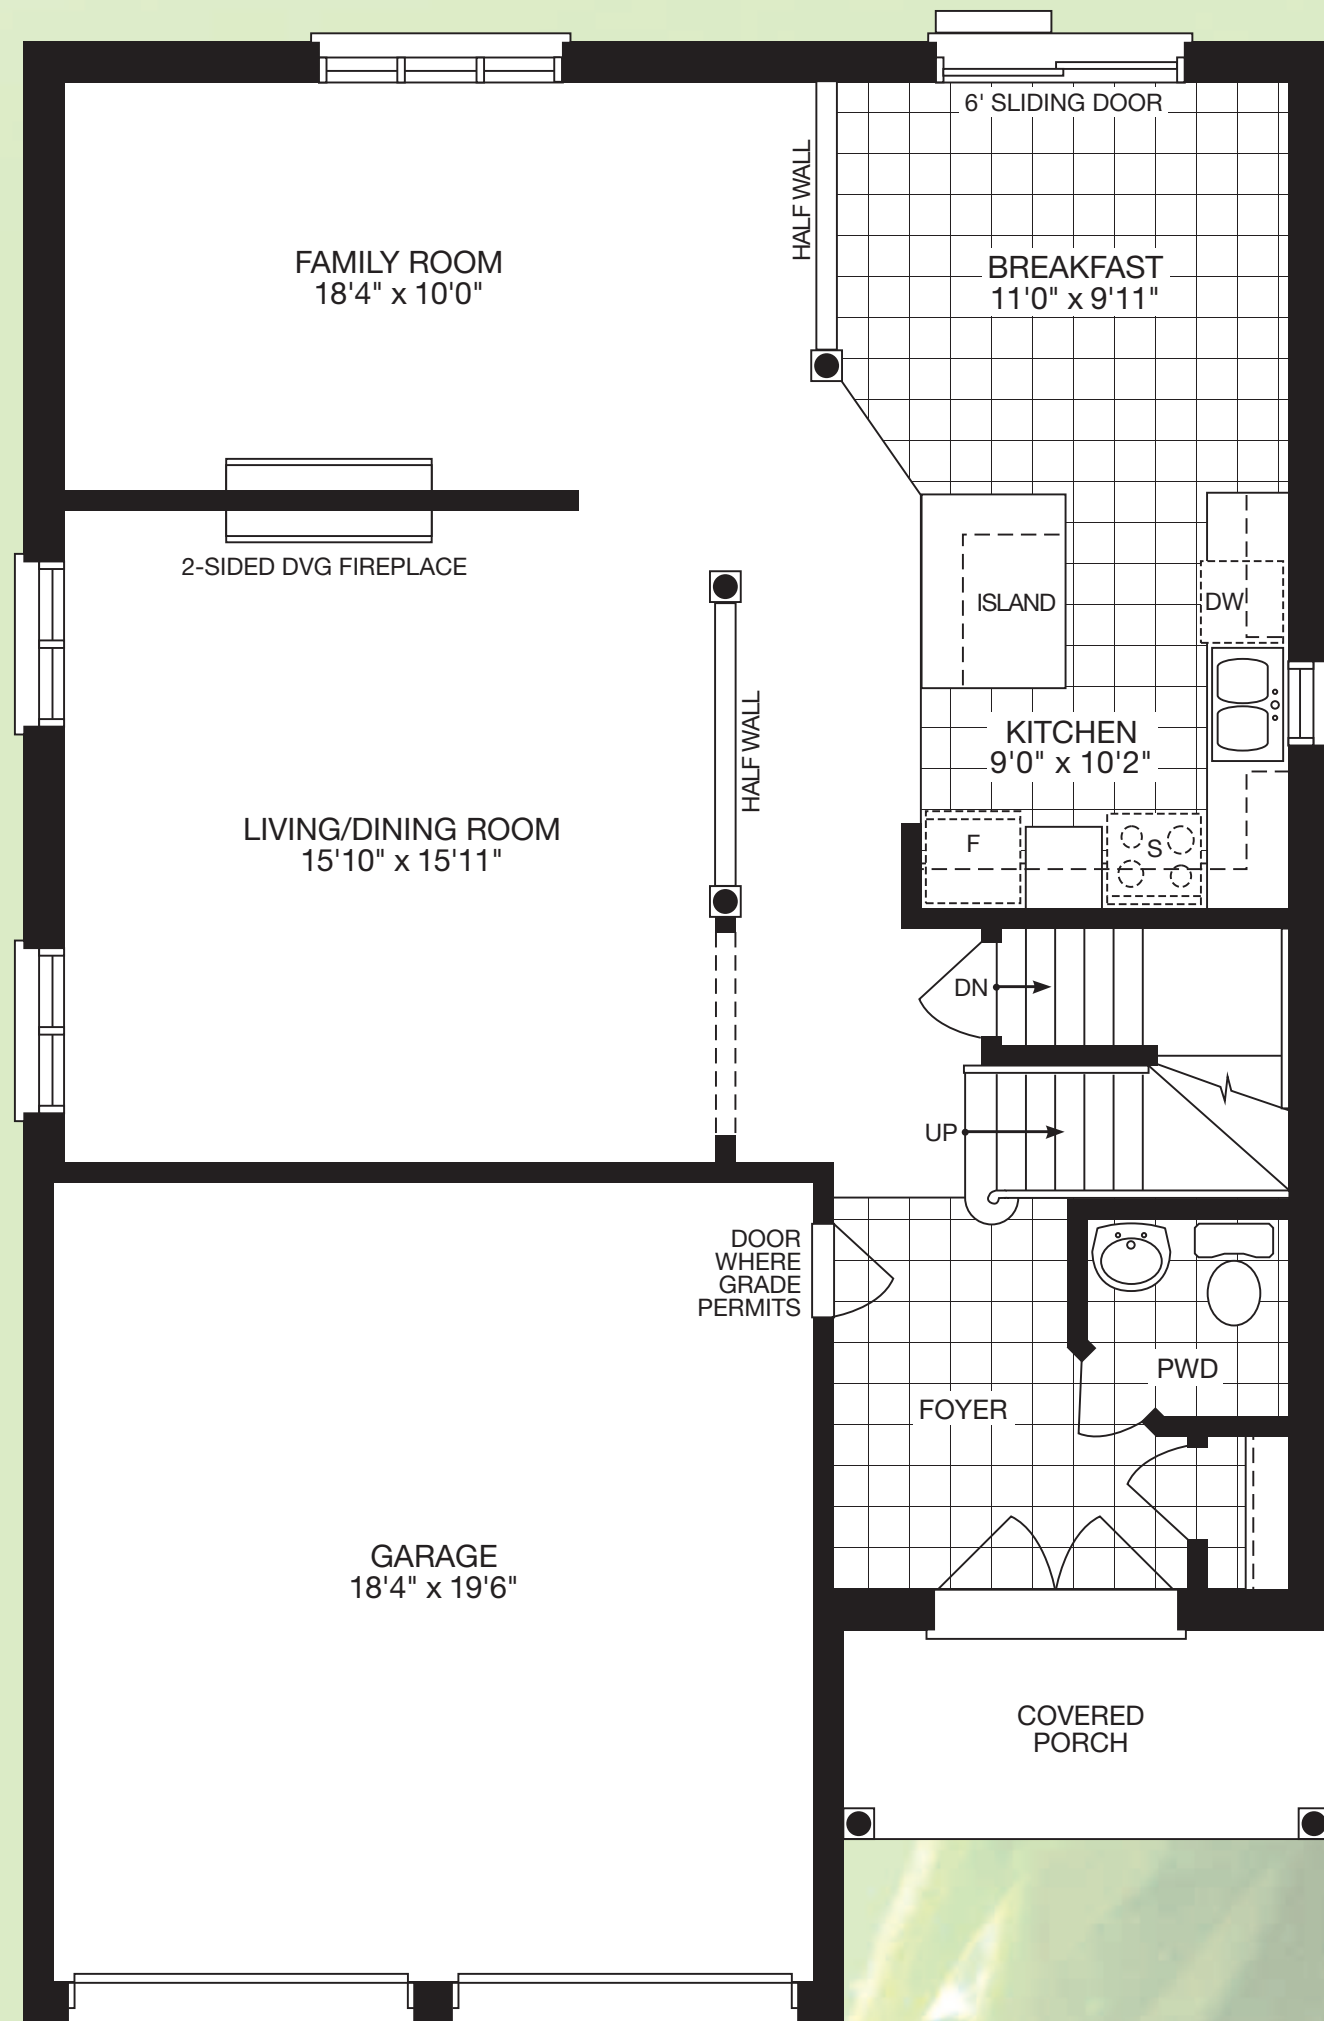 6' SLIDING DOOR
HALF WALL
FAMILY ROOM
18'4" x 10'0"
BREAKFAST
11'0" x 9'11"
2-SIDED DVG FIREPLACE
ISLAND
DW
HALF WALL
KITCHEN
9'0" x 10'2"
LIVING/DINING ROOM
15'10" x 15'11"
F
S
DN
UP
DOOR
WHERE
GRADE
PERMITS
PWD
FOYER
GARAGE
18'4" x 19'6"
COVERED
PORCH